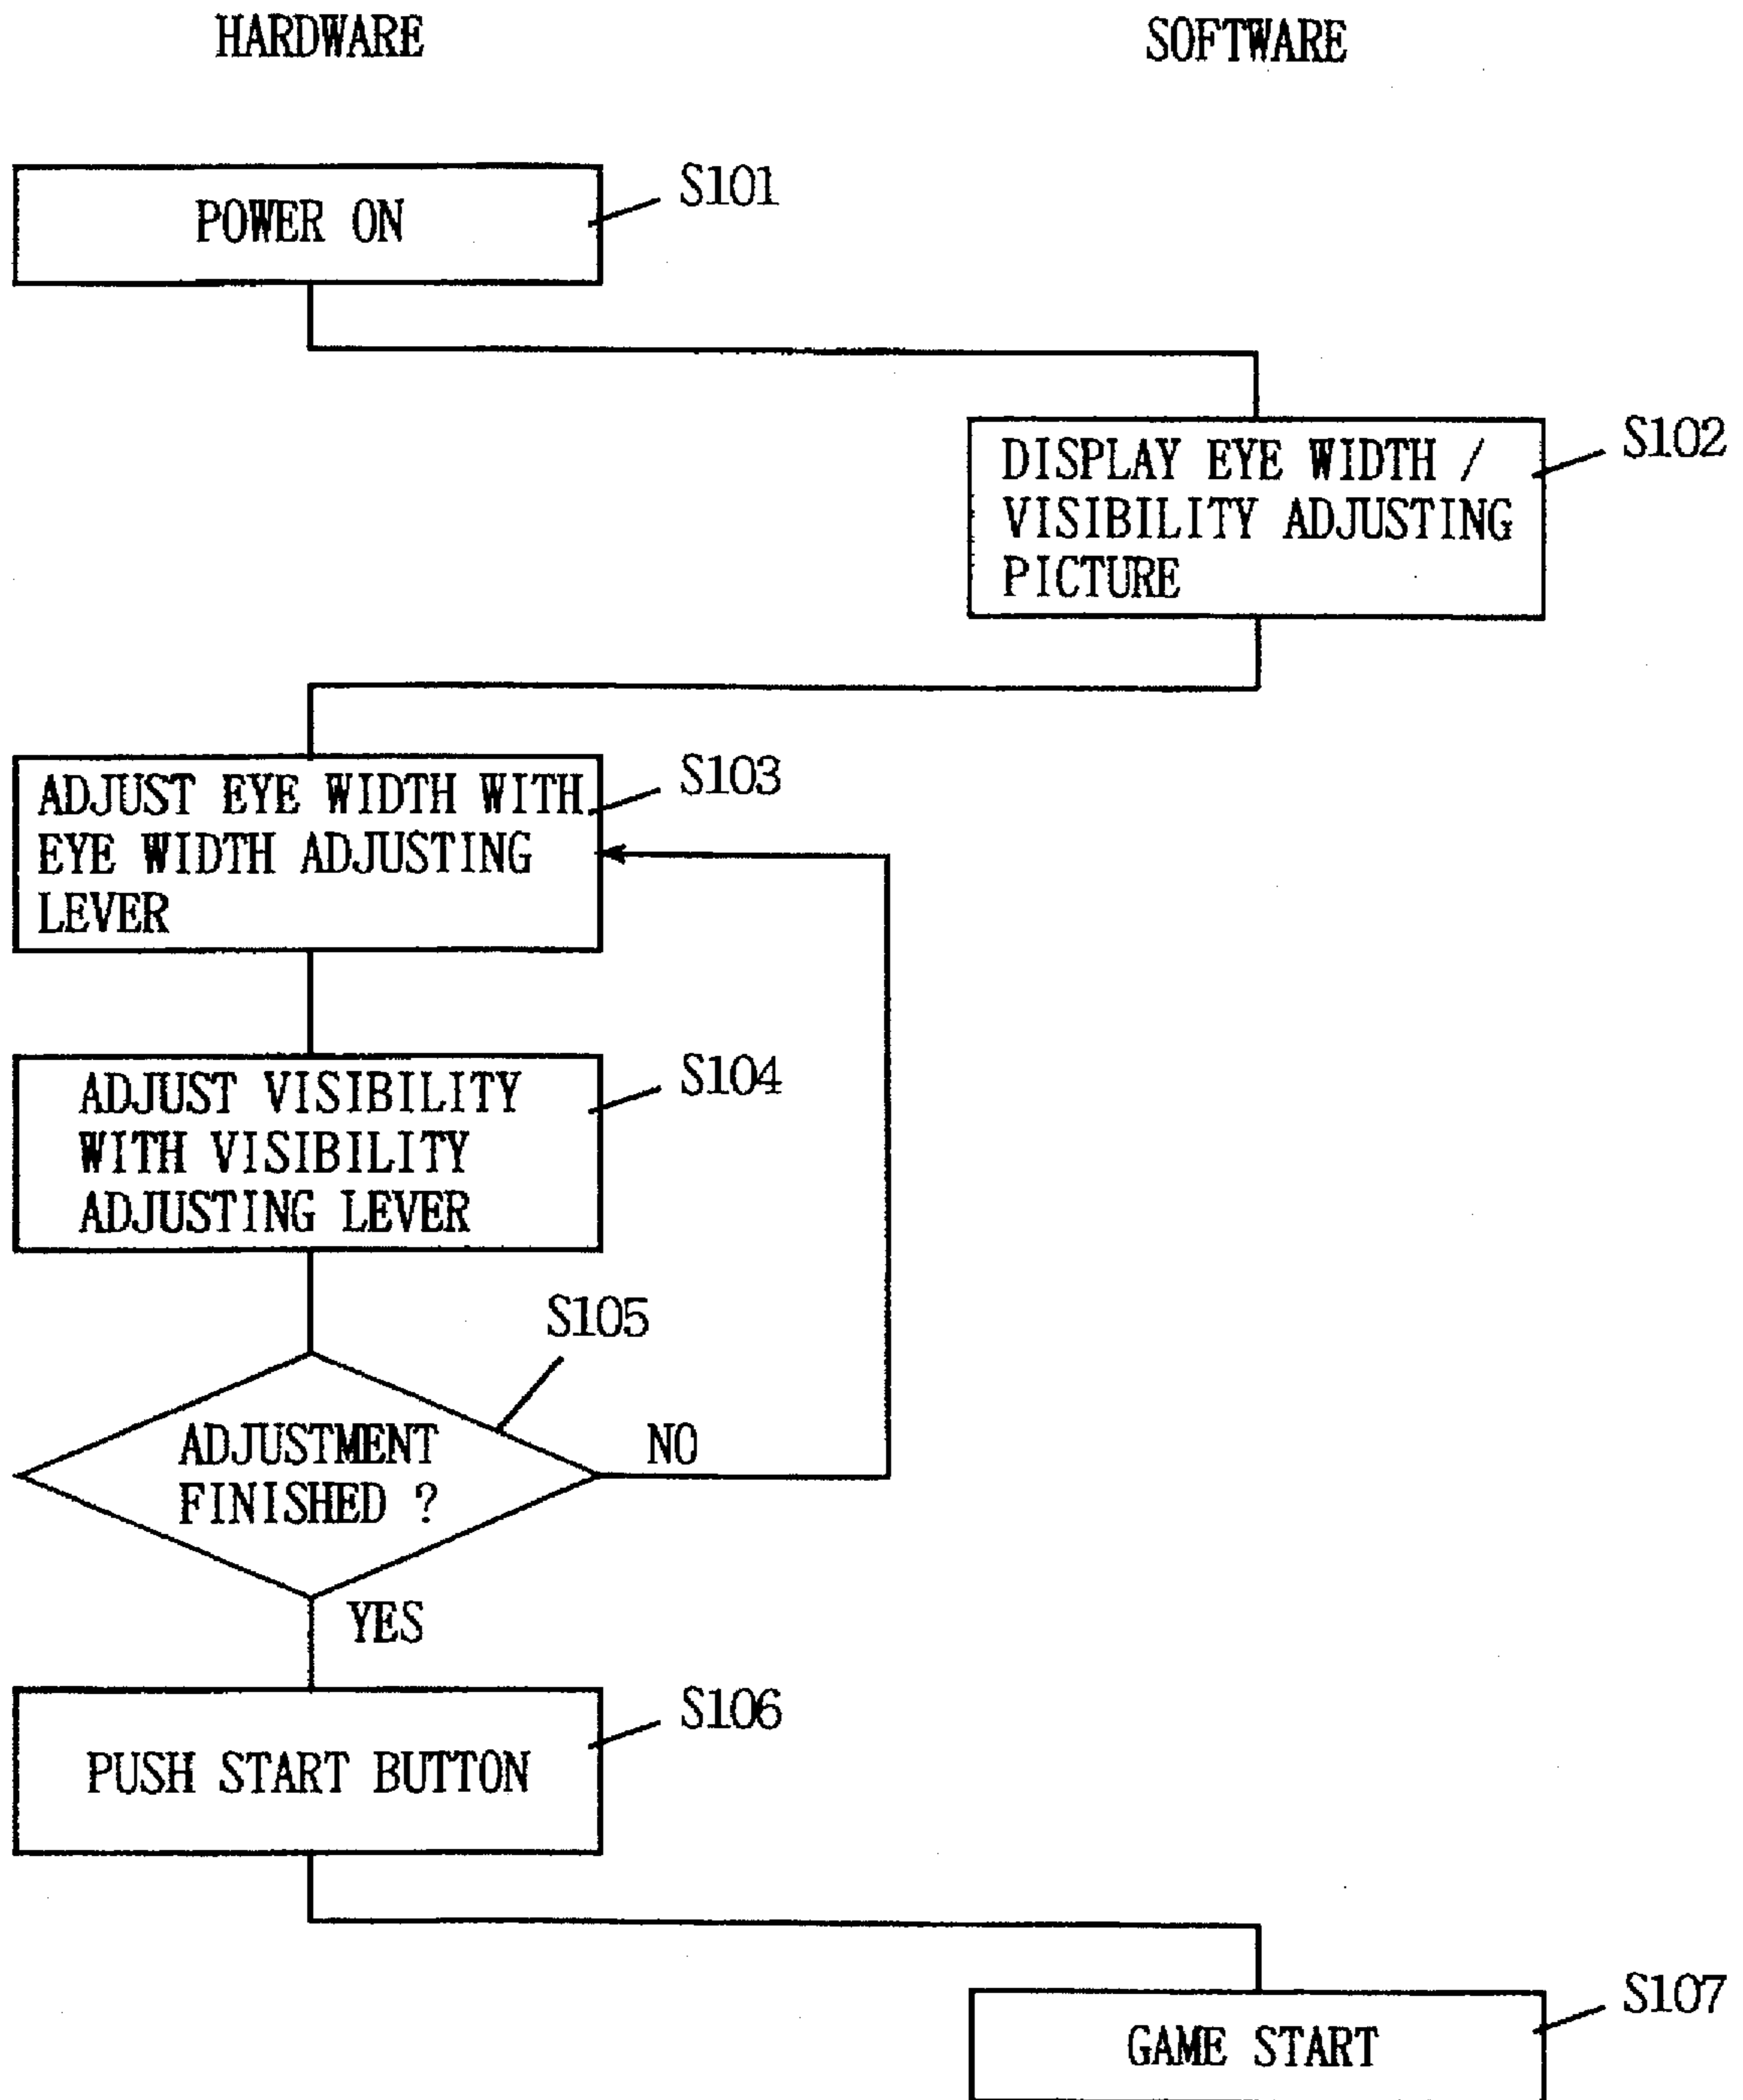 HARDWARE
SOFTWARE
POWER ON
S101
DISPLAY EYE WIDTH /
VISIBILITY ADJUSTING
PICTURE
S102
ADJUST EYE WIDTH WITH
EYE WIDTH ADJUSTING
LEVER
S103
ADJUST VISIBILITY
WITH VISIBILITY
ADJUSTING LEVER
S104
S105
ADJUSTMENT
FINISHED ?
NO
YES
PUSH START BUTTON
S106
GAME START
S107